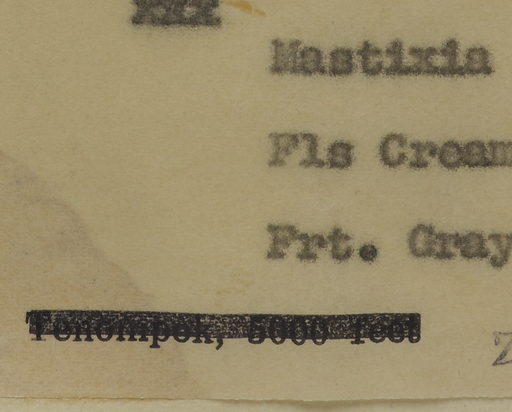 Mastixia
Fls Cream
Frt. Gray
Tenompok, 5000 feet